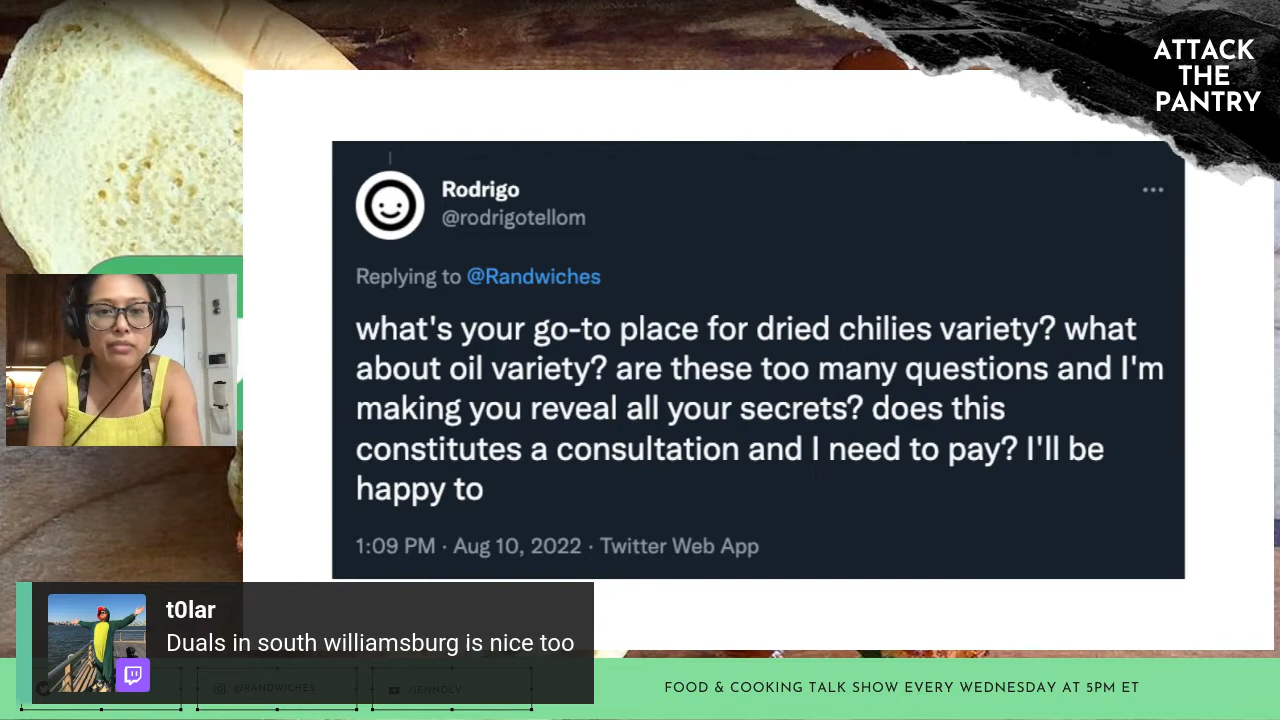 ATTACK
THE
PANTRY
Rodrigo
@rodrigotellom
Replying to @Randwiches
what's your go-to place for dried chilies variety? what
about oil variety? are these too many questions and I'm
making you reveal all your secrets? does this
constitutes a consultation and I need to pay? I'll be
happy to
1:09 PM · Aug 10, 2022 · Twitter Web App
t0lar
Duals in south williamsburg is nice too
@RANDWICHES
/JENNDLV
FOOD & COOKING TALK SHOW EVERY WEDNESDAY AT 5PM ET